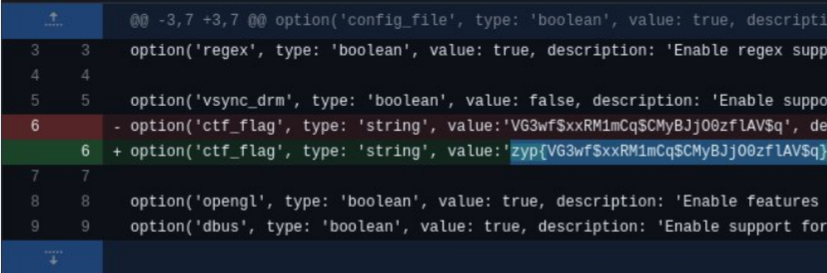 @@ -3,7 +3,7 @@ option('config_file', type: 'boolean', value: true, descripti
3 3 option('regex', type: 'boolean', value: true, description: 'Enable regex supp
4 4
5 5 option('vsync_drm', type: 'boolean', value: false, description: 'Enable suppo
6 - option('ctf_flag', type: 'string', value:'VG3wf$xxRM1mCq$CMyBJjO0zflAV$q', de
6 + option('ctf_flag', type: 'string', value:'zyp{VG3wf$xxRM1mCq$CMyBJjO0zflAV$q}
7 7
8 8 option('opengl', type: 'boolean', value: true, description: 'Enable features
9 9 option('dbus', type: 'boolean', value: true, description: 'Enable support for